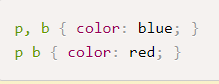 p, b { color: blue; }
p b { color: red; }